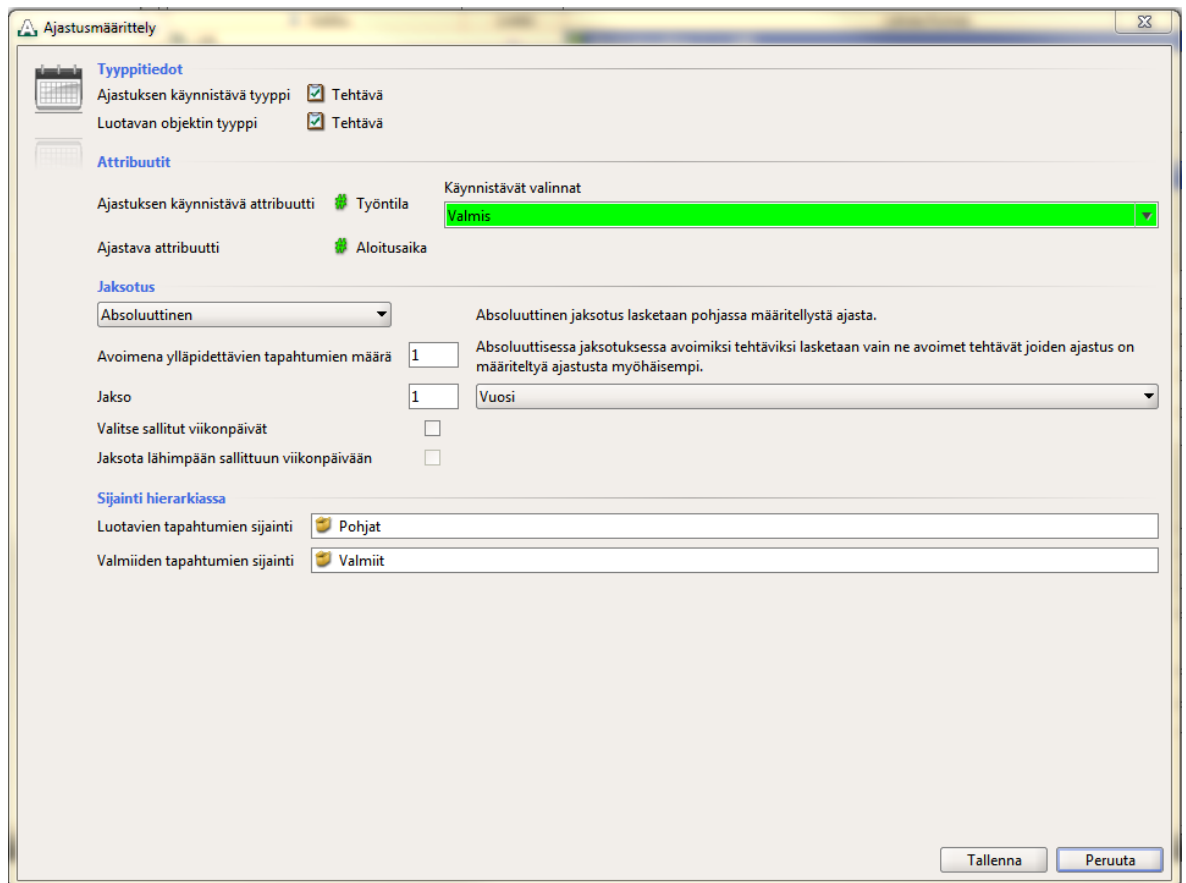 Ajastusmäärittely
Tyyppitiedot
Ajastuksen käynnistävä tyyppi Tehtävä
Luotavan objektin tyyppi Tehtävä
Attribuutit
Käynnistävät valinnat
Ajastuksen käynnistävä attribuutti Työntila
Valmis
Ajastava attribuutti Aloitusaika
Jaksotus
Absoluuttinen Absoluuttinen jaksotus lasketaan pohjassa määritellystä ajasta.
Avoimena ylläpidettävien tapahtumien määrä 1 Absoluuttisessa jaksotuksessa avoimiksi tehtäviksi lasketaan vain ne avoimet tehtävät joiden ajastus on
määriteltyä ajastusta myöhäisempi.
Jakso 1 Vuosi
Valitse sallitut viikonpäivät
Jaksota lähimpään sallittuun viikonpäivään
Sijainti hierarkiassa
Luotavien tapahtumien sijainti Pohjat
Valmiiden tapahtumien sijainti Valmiit
Tallenna Peruuta